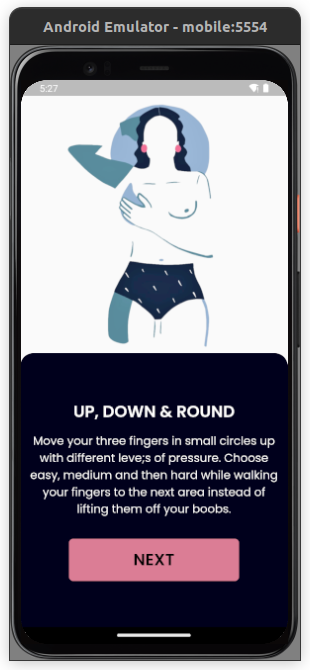 Android Emulator - mobile:5554
5:27
UP, DOWN & ROUND
Move your three fingers in small circles up
with different leve;s of pressure. Choose
easy, medium and then hard while walking
your fingers to the next area instead of
lifting them off your boobs.
NEXT